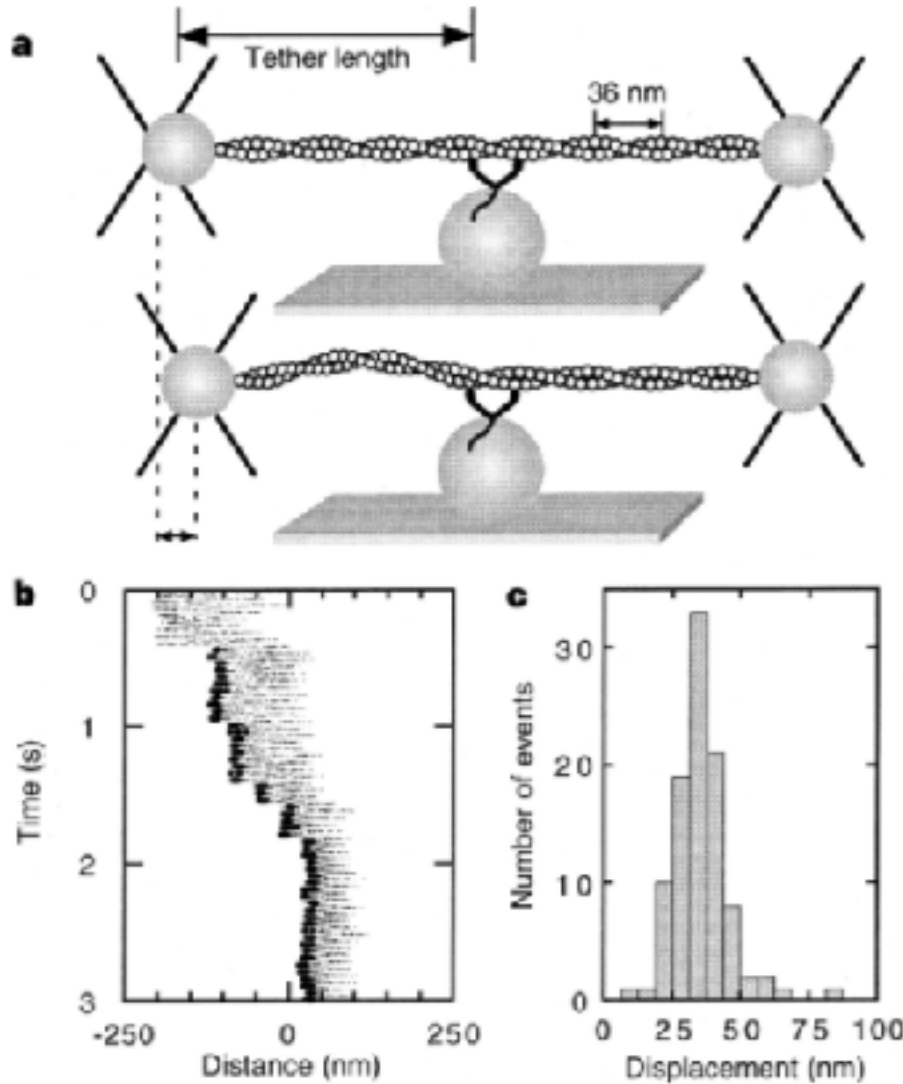 a
Tether length
36 nm
b
0
1
2
3
Time (s)
-250 0 250
Distance (nm)
c
30
20
10
0
Number of events
0 25 50 75 100
Displacement (nm)